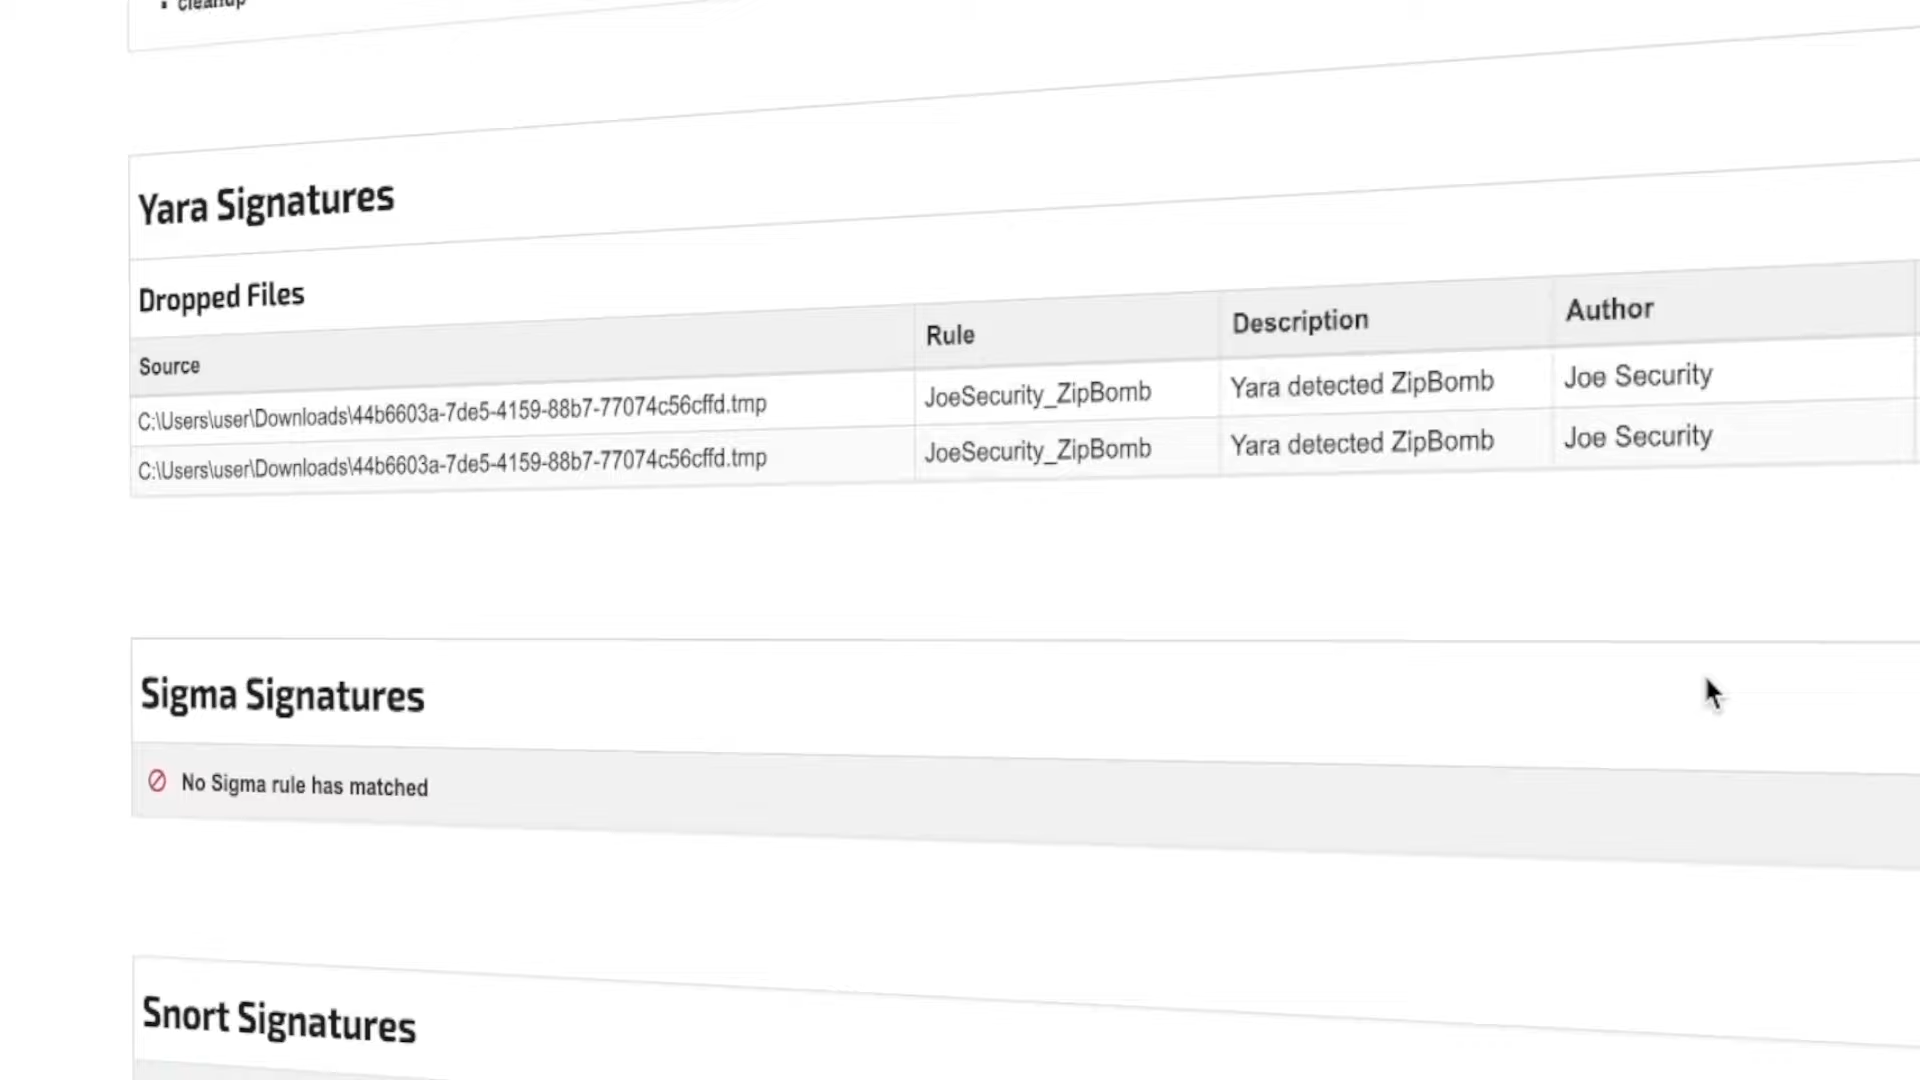 cleanup
Yara Signatures
Dropped Files
Source Rule Description Author
C:\Users\user\Downloads\44b6603a-7de5-4159-88b7-77074c56cffd.tmp JoeSecurity_ZipBomb Yara detected ZipBomb Joe Security
C:\Users\user\Downloads\44b6603a-7de5-4159-88b7-77074c56cffd.tmp JoeSecurity_ZipBomb Yara detected ZipBomb Joe Security
Sigma Signatures
No Sigma rule has matched
Snort Signatures